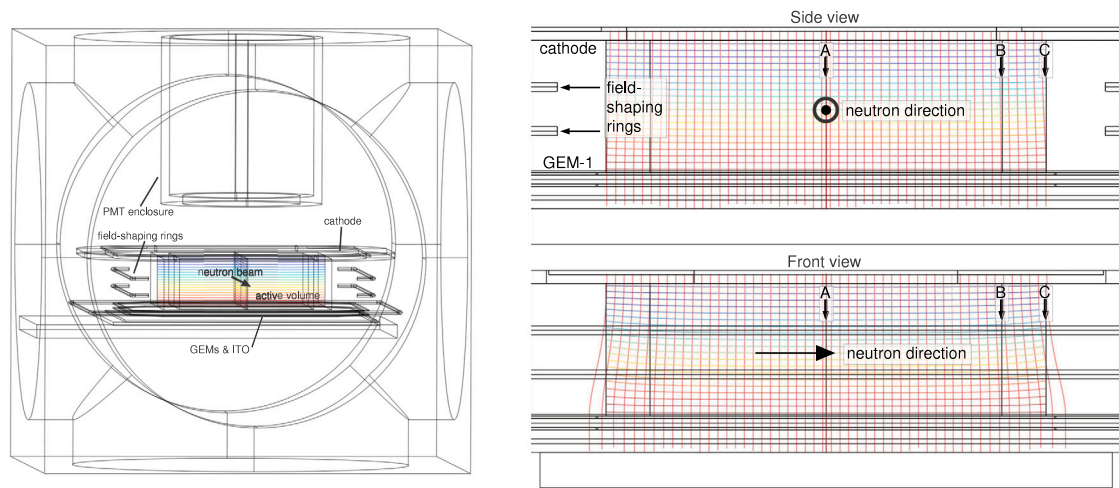 PMT enclosure
field-shaping rings
cathode
neutron beam
active volume
GEMs & ITO
Side view
cathode
A
B
C
field-
shaping
rings
neutron direction
GEM-1
Front view
A
B
C
neutron direction